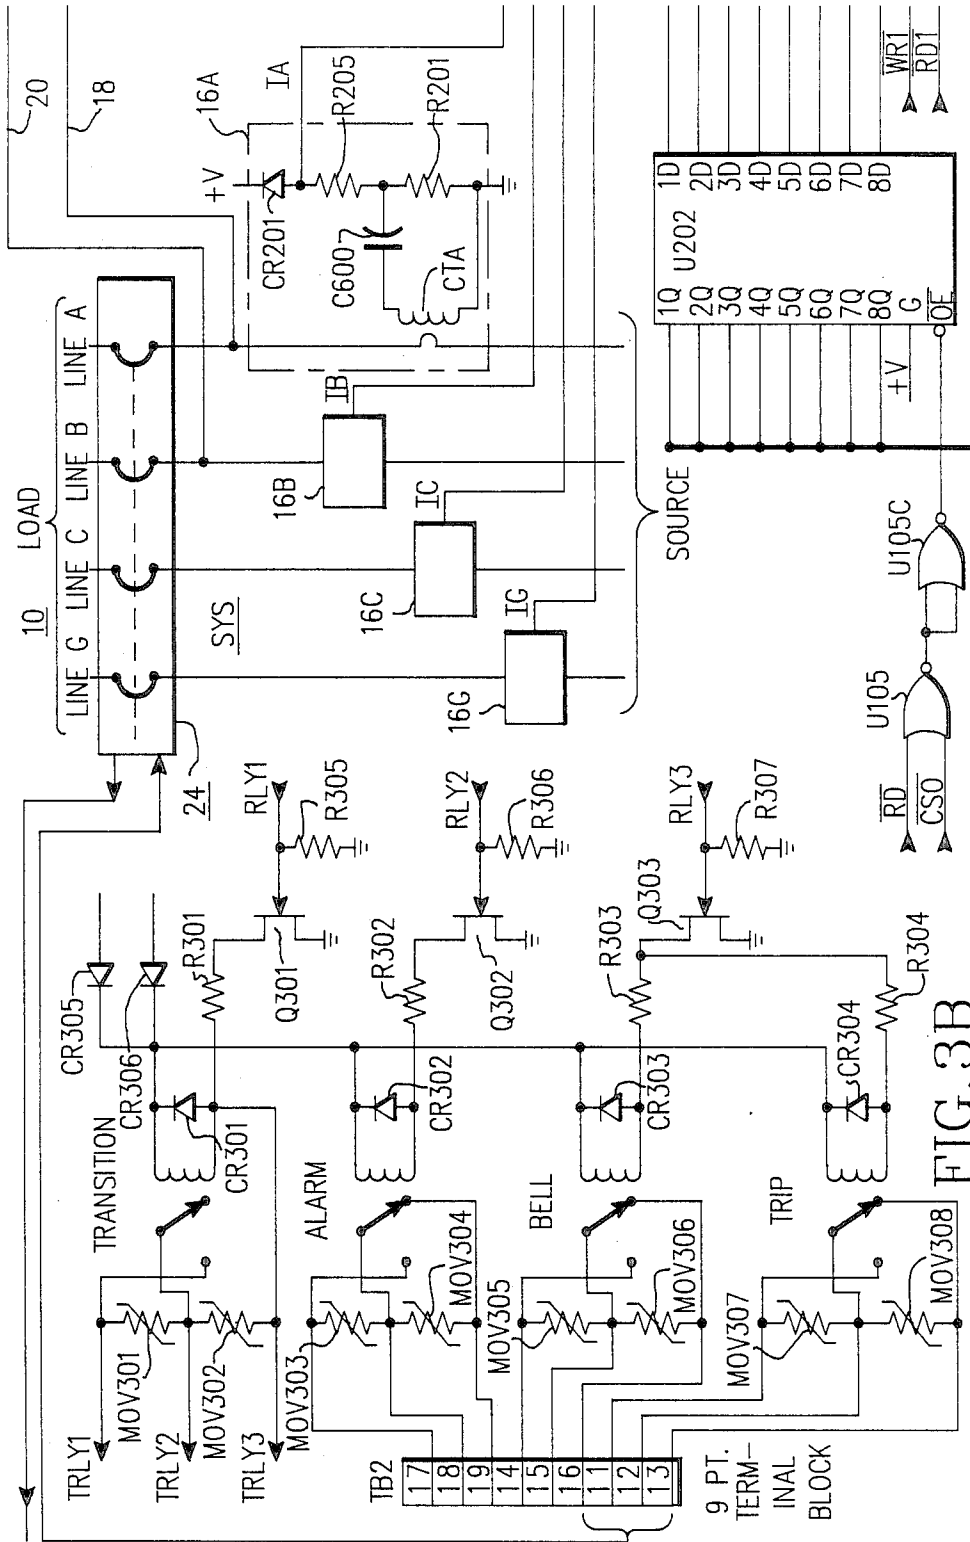 20
18
16A
+V
IA
CR201
R205
C600
R201
CTA
LOAD
10
LINE G
LINE C
LINE B
LINE A
SYS
24
IB
16B
IC
16C
IG
16G
SOURCE
U202
1Q
2Q
3Q
4Q
5Q
6Q
7Q
8Q
G
OE
1D
2D
3D
4D
5D
6D
7D
8D
+V
WR1
RD1
U105C
U105
RD
CS0
CR305
CR306
TRANSITION
CR301
R301
Q301
RLY1
R305
ALARM
CR302
R302
Q302
RLY2
R306
BELL
CR303
R303
Q303
RLY3
R307
TRIP
CR304
R304
TRLY1
MOV301
TRLY2
MOV302
TRLY3
MOV303
MOV304
MOV305
MOV306
MOV307
MOV308
TB2
17
18
19
14
15
16
11
12
13
9 PT.
TERM-
INAL
BLOCK
FIG.3B